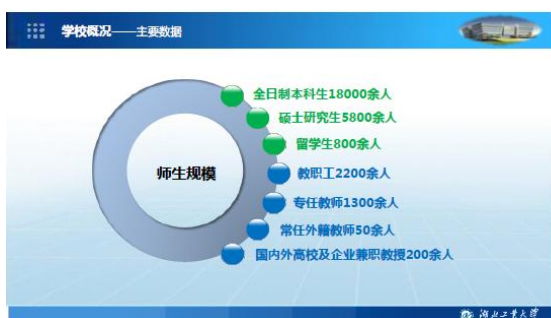 学校概况——主要数据
全日制本科生18000余人
硕士研究生5800余人
留学生800余人
师生规模
教职工2200余人
专任教师1300余人
常任外籍教师50余人
国内外高校及企业兼职教授200余人
湖北工业大学